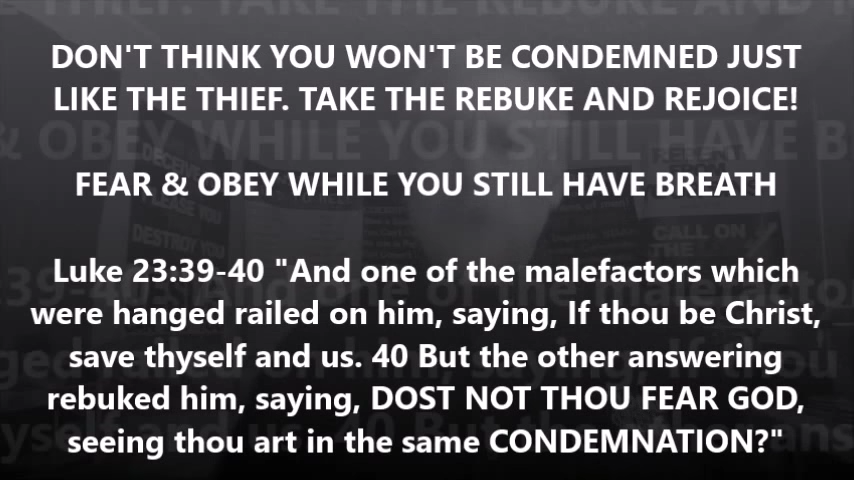 DON'T THINK YOU WON'T BE CONDEMNED JUST
LIKE THE THIEF. TAKE THE REBUKE AND REJOICE!
FEAR & OBEY WHILE YOU STILL HAVE BREATH
Luke 23:39-40 "And one of the malefactors which
were hanged railed on him, saying, If thou be Christ,
save thyself and us. 40 But the other answering
rebuked him, saying, DOST NOT THOU FEAR GOD,
seeing thou art in the same CONDEMNATION?"